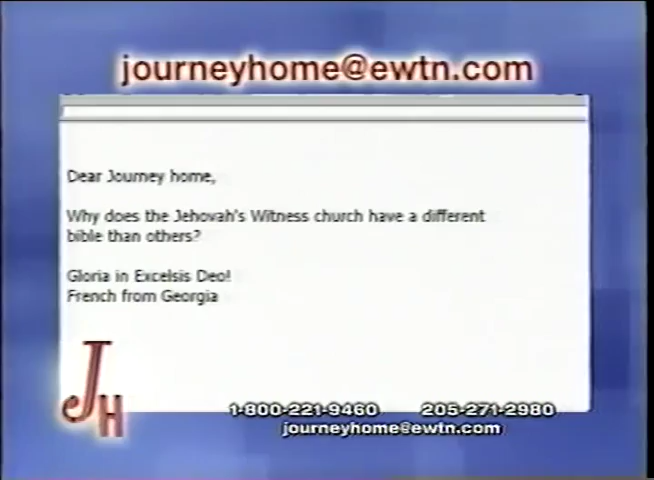 journeyhome@ewtn.com
Dear Journey home,
Why does the Jehovah's Witness church have a different
bible than others?
Gloria in Excelsis Deo!
French from Georgia
JH
1-800-221-9460 205-271-2980
journeyhome@ewtn.com